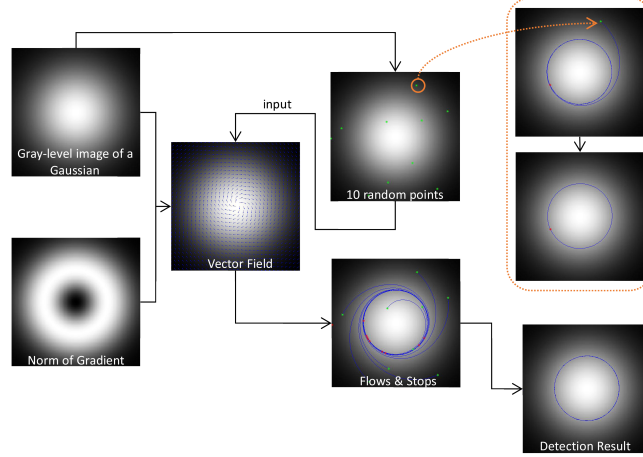 Gray-level image of a
Gaussian
input
10 random points
Vector Field
Norm of Gradient
Flows & Stops
Detection Result